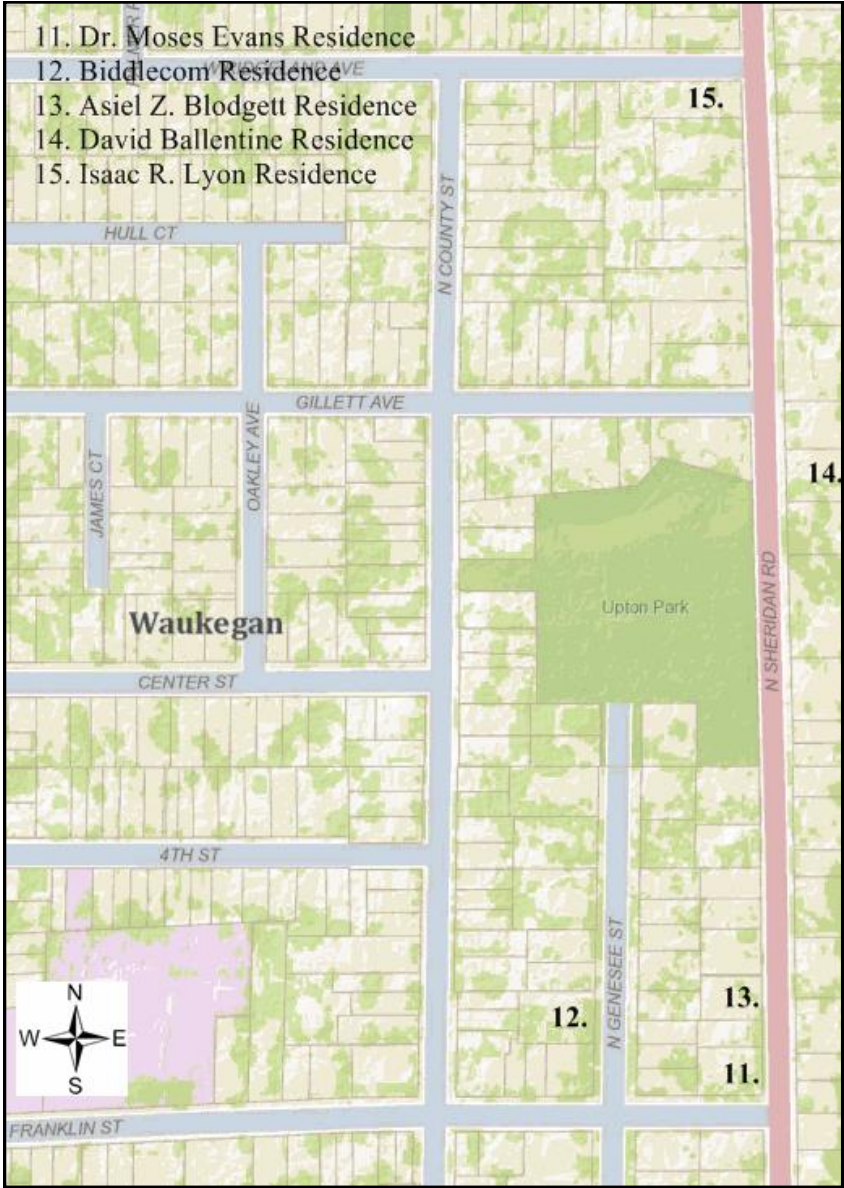 11. Dr. Moses Evans Residence
12. Biddlecom Residence
13. Asiel Z. Blodgett Residence
14. David Ballentine Residence
15. Isaac R. Lyon Residence
AVE
15.
HULL CT
N COUNTY ST
GILLETT AVE
OAKLEY AVE
JAMES CT
14.
Upton Park
Waukegan
N SHERIDAN RD
CENTER ST
4TH ST
N GENESEE ST
N
W E
S
13.
12.
11.
FRANKLIN ST